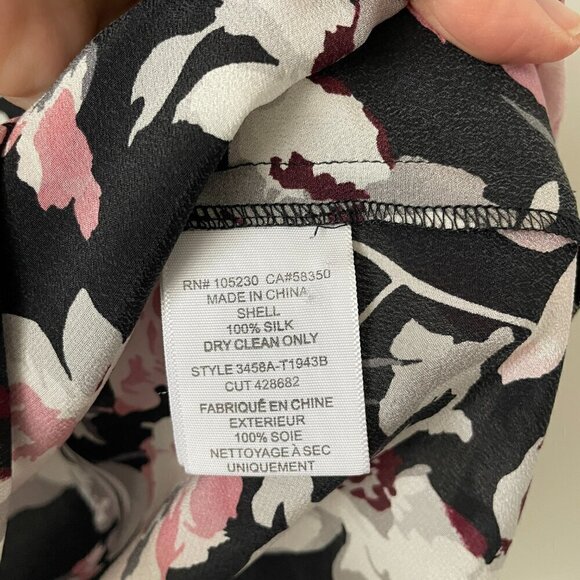 RN# 105230 CA#58350
MADE IN CHINA
SHELL
100% SILK
DRY CLEAN ONLY
STYLE 3458A-T1943B
CUT 428682
FABRIQUÉ EN CHINE
EXTERIEUR
100% SOIE
NETTOYAGE À SEC
UNIQUEMENT